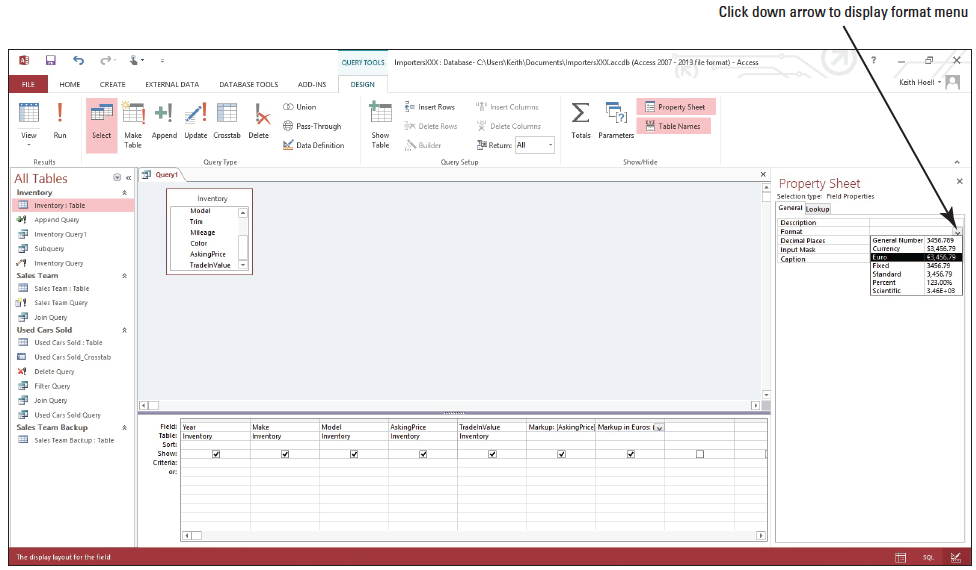 Click down arrow to display format menu
QUERY TOOLS
ImportersXXX : Database- C:\Users\Keith\Documents\ImportersXXX.accdb (Access 2007 - 2013 file format) - Access
?
FILE HOME CREATE EXTERNAL DATA DATABASE TOOLS ADD-INS DESIGN
Keith Hoell
View
Run
Results
Select
Make Table
Append
Update
Crosstab
Delete
Union
Pass-Through
Data Definition
Query Type
Show Table
Insert Rows
Delete Rows
Builder
Insert Columns
Delete Columns
Return: All
Query Setup
Totals
Parameters
Property Sheet
Table Names
Show/Hide
All Tables
Inventory
Inventory : Table
Append Query
Inventory Query1
Subquery
Inventory Query
Sales Team
Sales Team : Table
Sales Team Query
Join Query
Used Cars Sold
Used Cars Sold : Table
Used Cars Sold_Crosstab
Delete Query
Filter Query
Join Query
Used Cars Sold Query
Sales Team Backup
Sales Team Backup : Table
Query1
Inventory
Model
Trim
Mileage
Color
AskingPrice
TradeInValue
Field: Year Make Model AskingPrice TradeInValue Markup: [AskingPrice Markup in Euros: (
Table: Inventory Inventory Inventory Inventory Inventory
Sort:
Show:
Criteria:
or:
Property Sheet
Selection type: Field Properties
General Lookup
Description
Format
Decimal Places
Input Mask
Caption
General Number 3456.789
Currency $3,456.79
Euro €3,456.79
Fixed 3456.79
Standard 3,456.79
Percent 123.00%
Scientific 3.46E+03
The display layout for the field
SQL